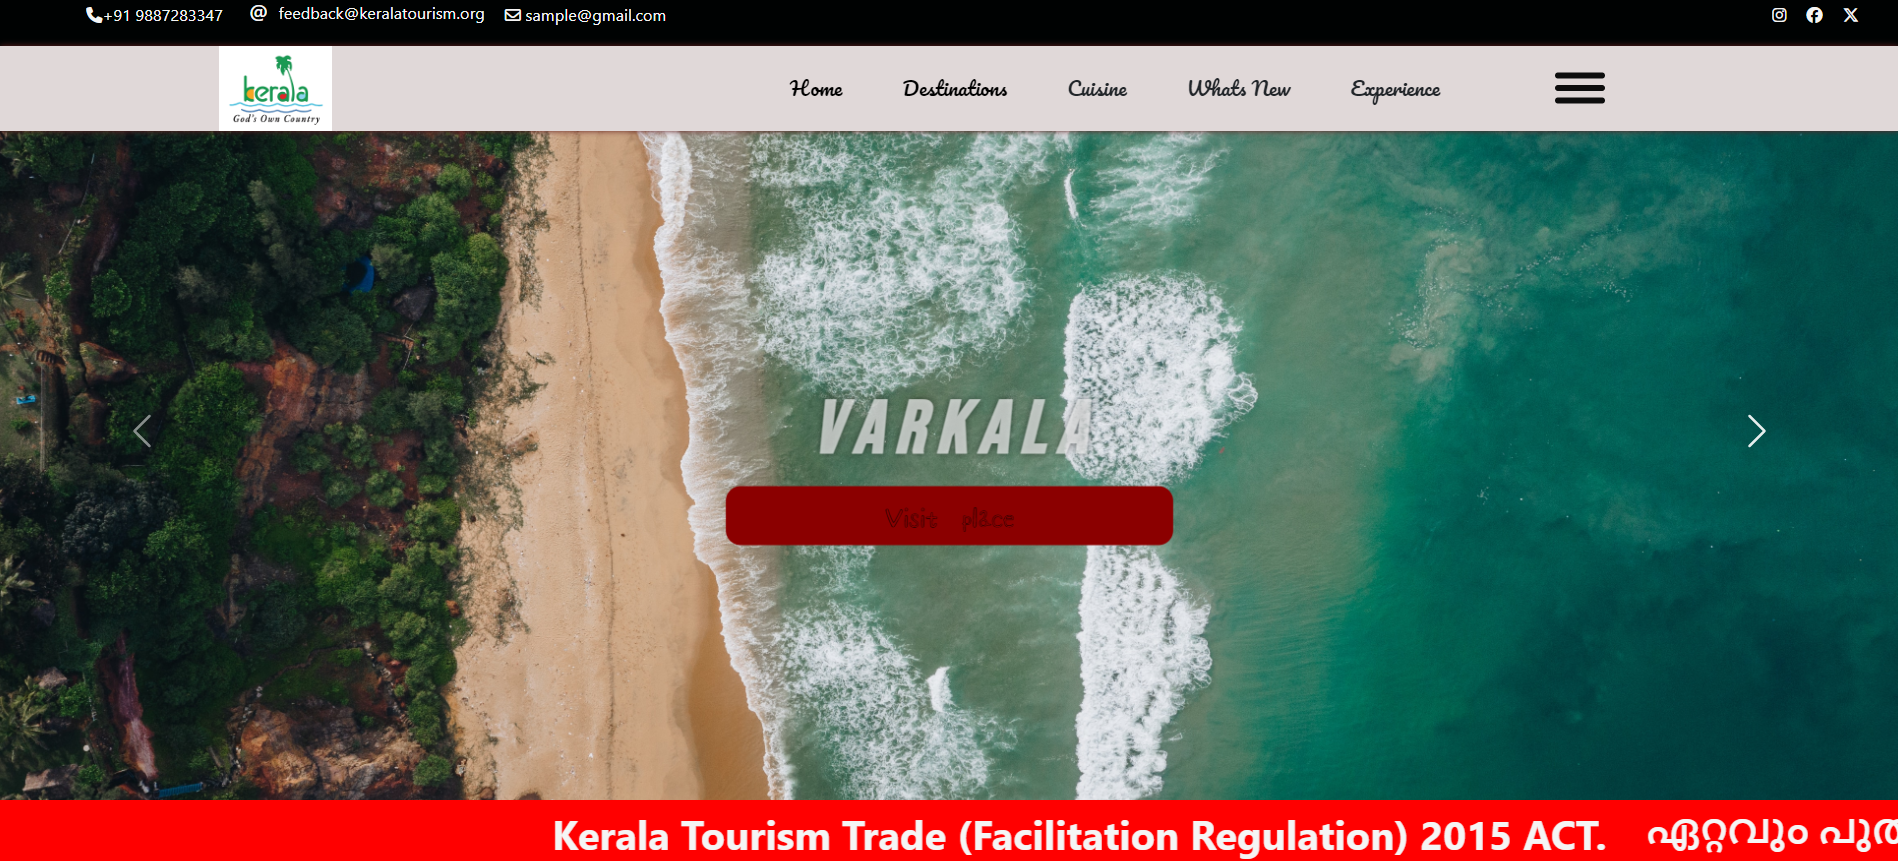 +91 9887283347 feedback@keralatourism.org sample@gmail.com
kerala
God's Own Country
Home Destinations Cuisine Whats New Experience
VARKALA
Visit place
Kerala Tourism Trade (Facilitation Regulation) 2015 ACT. ഏറ്റവും